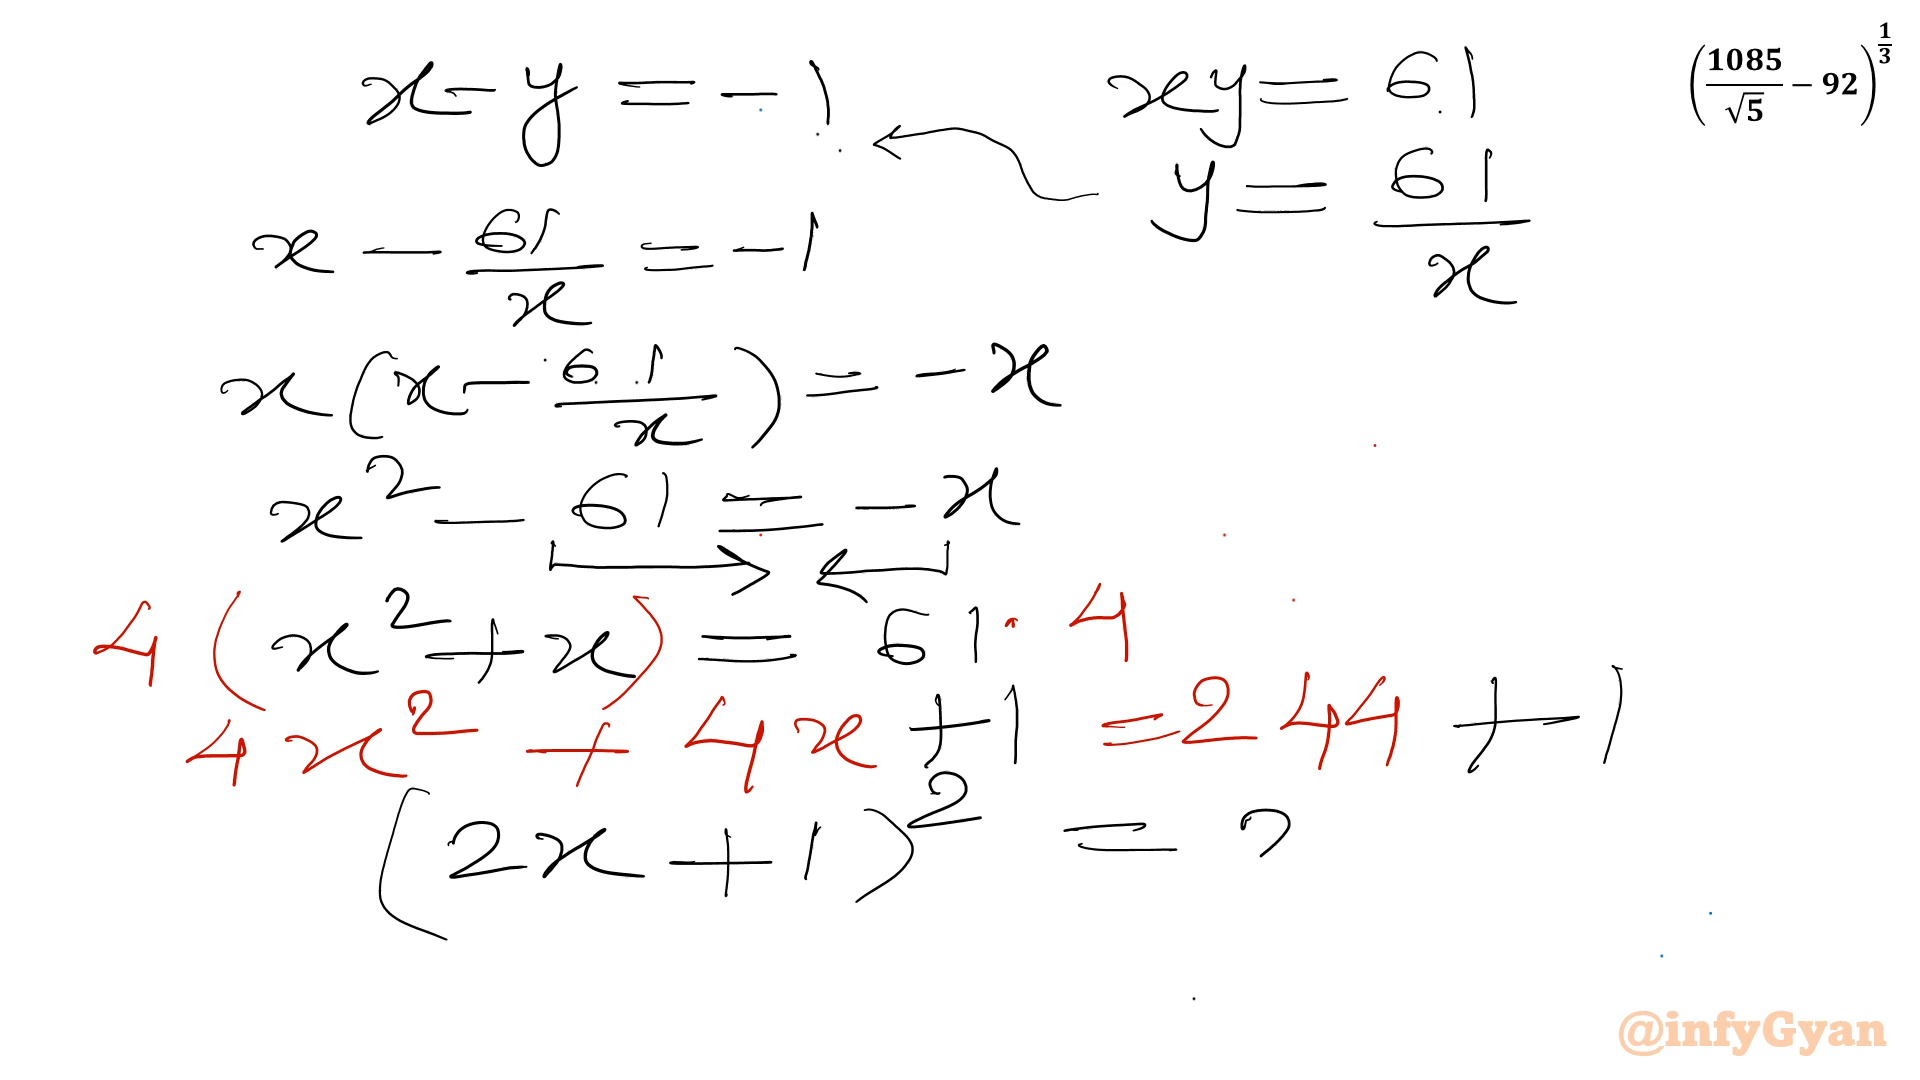 x - y = -1    xy = 61    (1085/√5 − 92)^(1/3)
y = 61/x
x - 61/x = -1
x(x - 61/x) = -x
x² - 61 = -x
4(x² + x) = 61·4
4x² + 4x + 1 = 244 + 1
(2x + 1)² = 2
@infyGyan